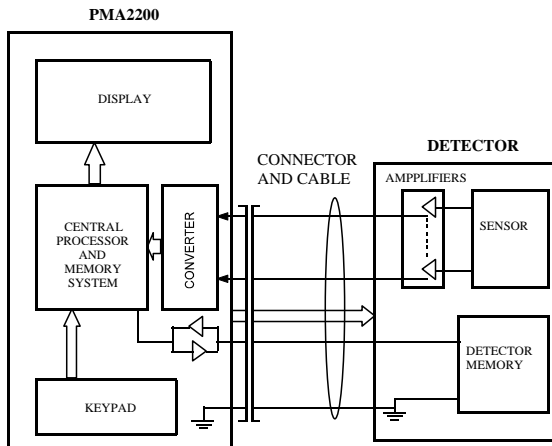 PMA2200
DISPLAY
CONNECTOR
AND CABLE
DETECTOR
AMPPLIFIERS
CENTRAL
PROCESSOR
AND
MEMORY
SYSTEM
CONVERTER
SENSOR
DETECTOR
MEMORY
KEYPAD